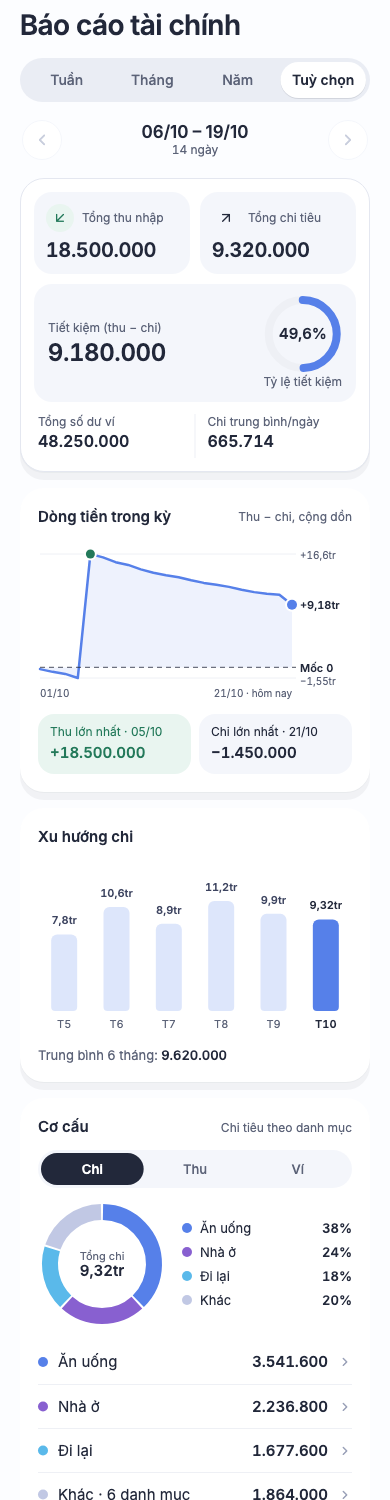 Báo cáo tài chính
Tuần Tháng Năm Tuỳ chọn
06/10 – 19/10
14 ngày
Tổng thu nhập
18.500.000
Tổng chi tiêu
9.320.000
Tiết kiệm (thu − chi)
9.180.000
49,6%
Tỷ lệ tiết kiệm
Tổng số dư ví
48.250.000
Chi trung bình/ngày
665.714
Dòng tiền trong kỳ
Thu − chi, cộng dồn
+16,6tr
+9,18tr
Mốc 0
−1,55tr
01/10
21/10 · hôm nay
Thu lớn nhất · 05/10
+18.500.000
Chi lớn nhất · 21/10
−1.450.000
Xu hướng chi
7,8tr
10,6tr
8,9tr
11,2tr
9,9tr
9,32tr
T5 T6 T7 T8 T9 T10
Trung bình 6 tháng: 9.620.000
Cơ cấu
Chi tiêu theo danh mục
Chi Thu Ví
Tổng chi
9,32tr
Ăn uống 38%
Nhà ở 24%
Đi lại 18%
Khác 20%
Ăn uống 3.541.600
Nhà ở 2.236.800
Đi lại 1.677.600
Khác · 6 danh mục 1.864.000